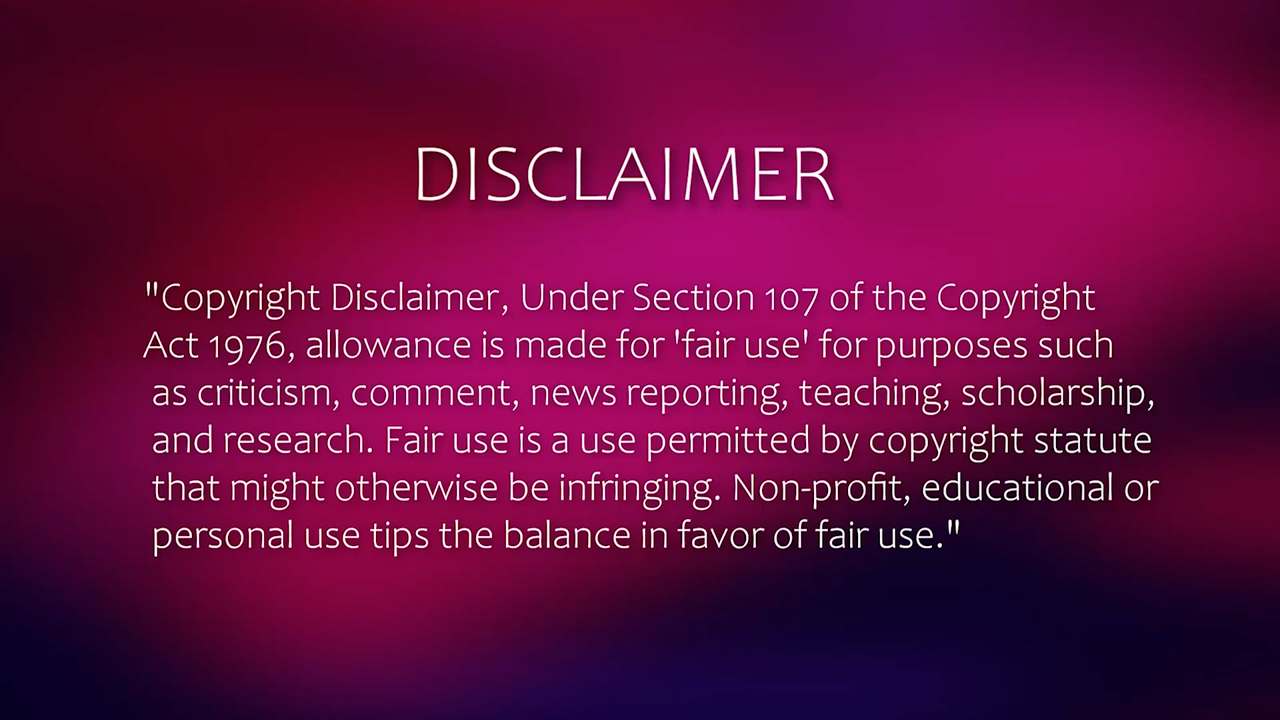 DISCLAIMER
"Copyright Disclaimer, Under Section 107 of the Copyright
Act 1976, allowance is made for 'fair use' for purposes such
as criticism, comment, news reporting, teaching, scholarship,
and research. Fair use is a use permitted by copyright statute
that might otherwise be infringing. Non-profit, educational or
personal use tips the balance in favor of fair use."